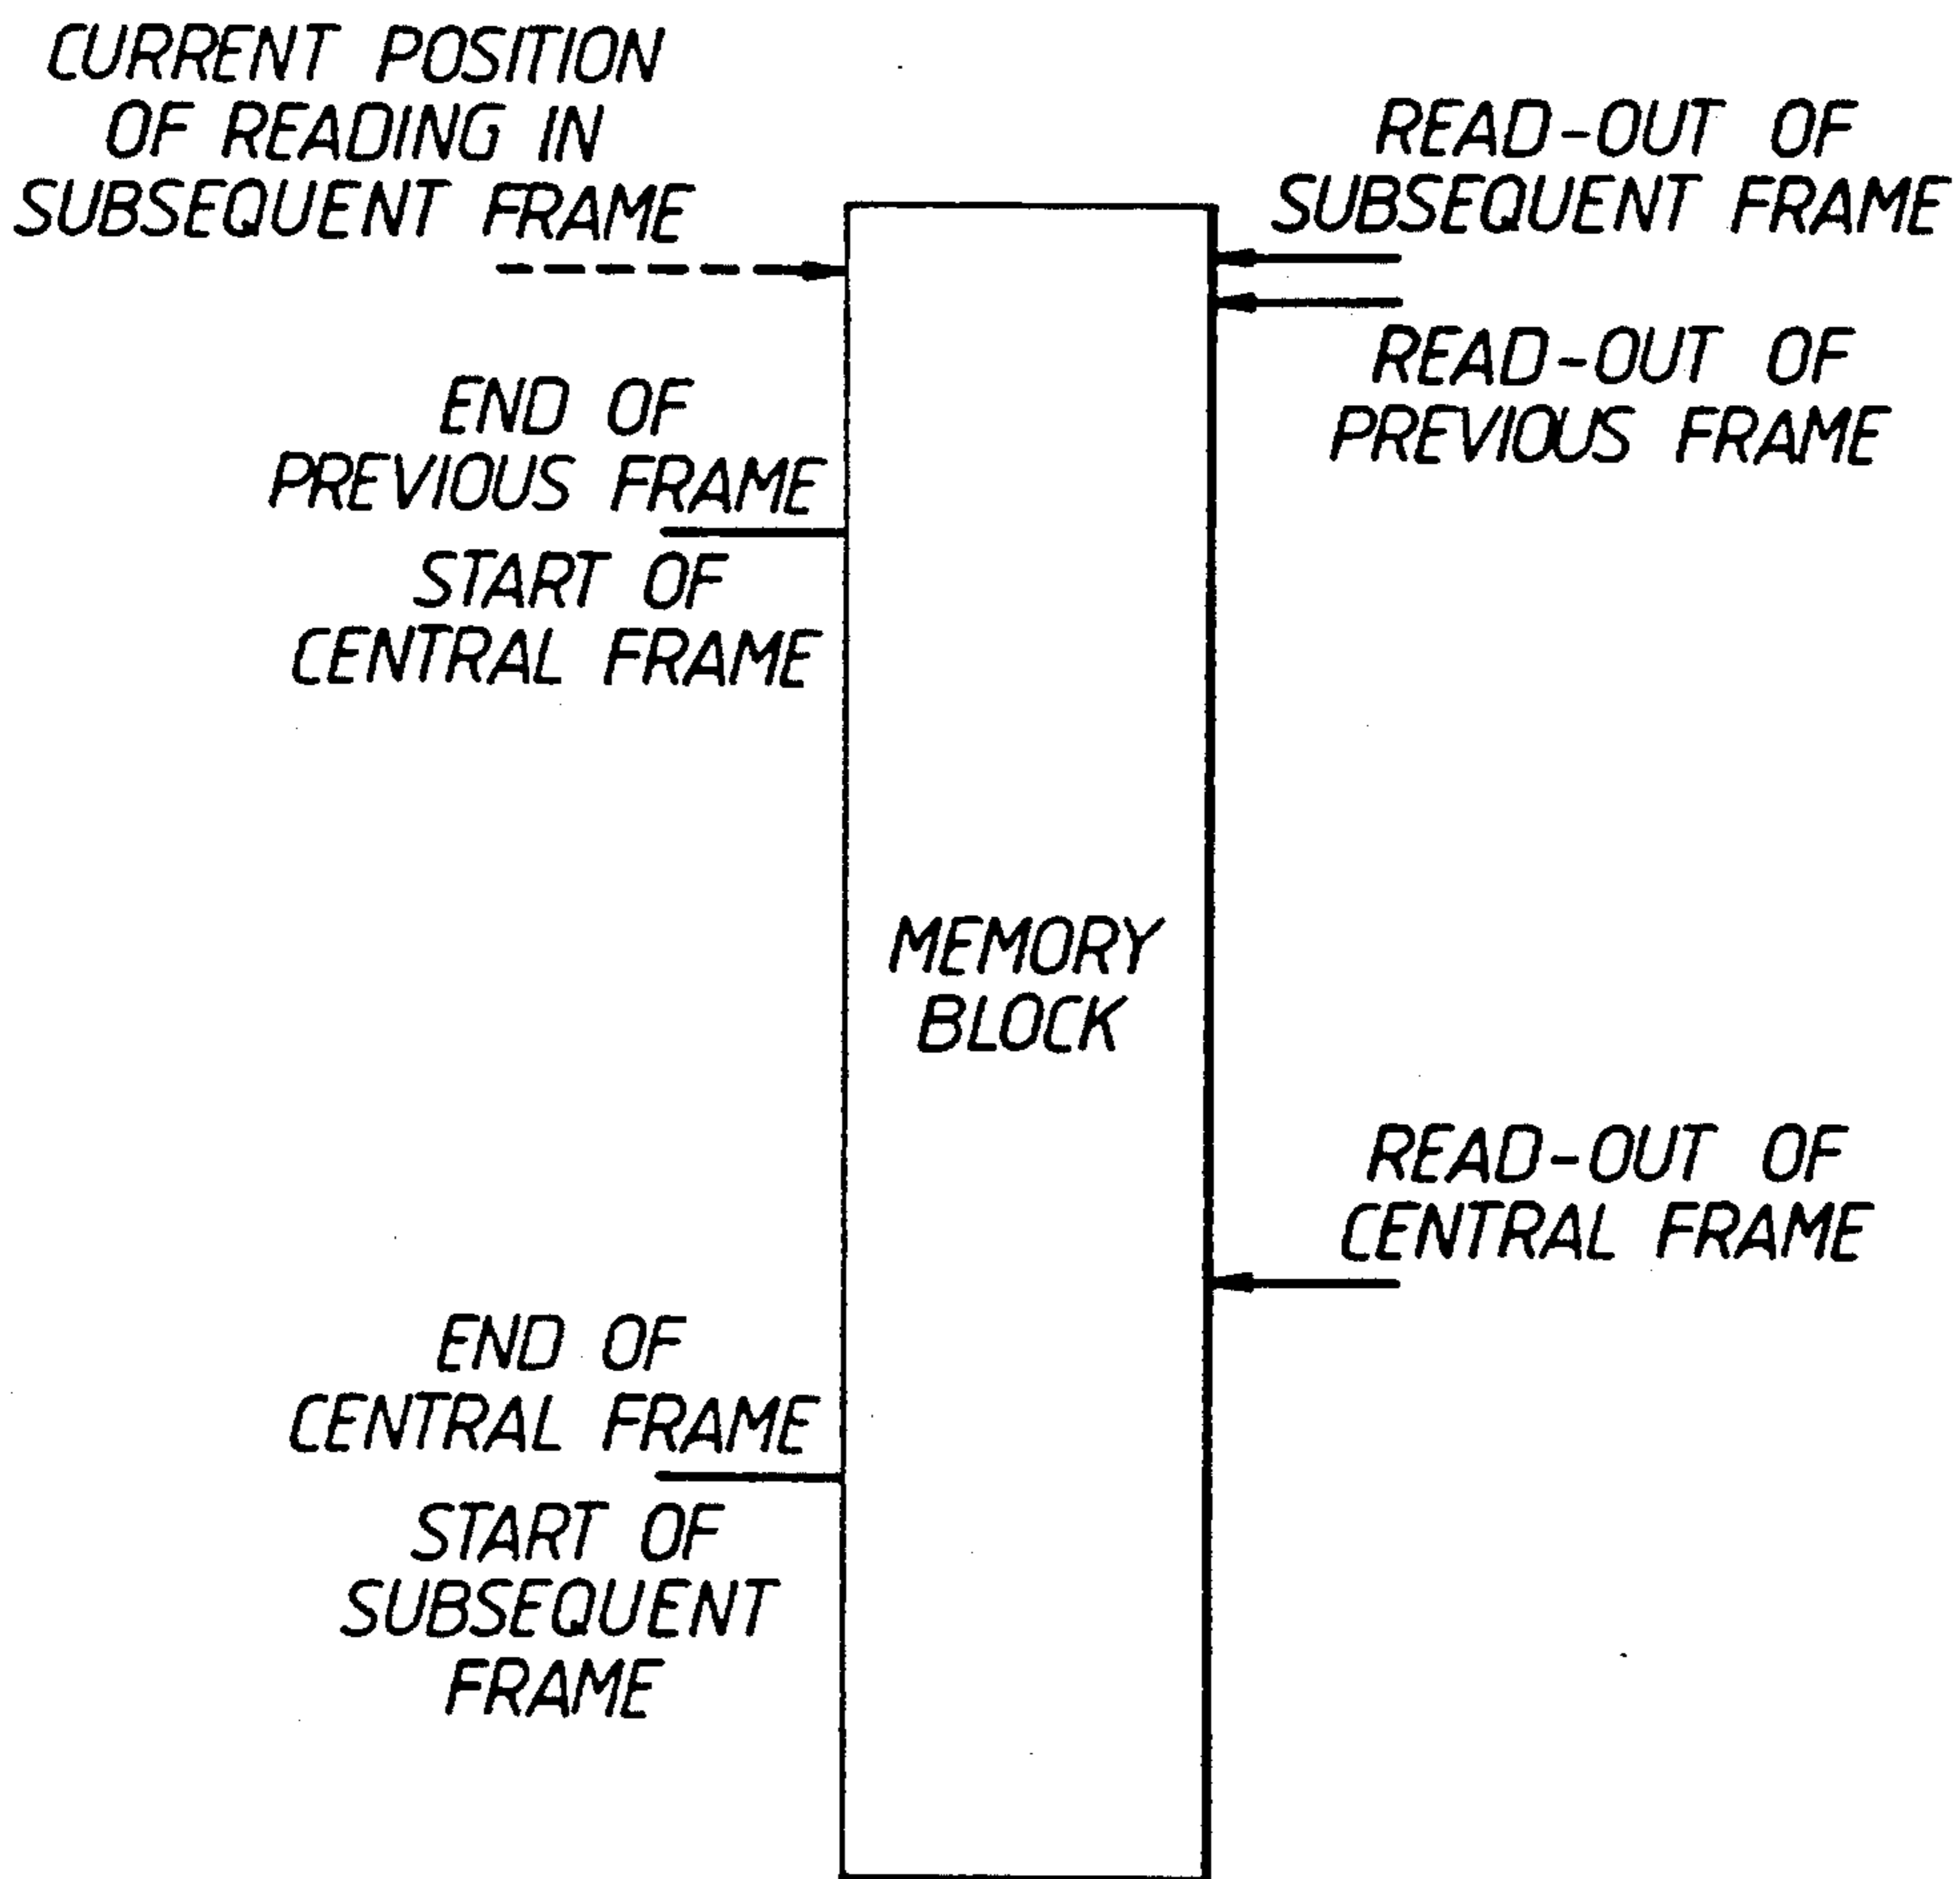 CURRENT POSITION
OF READING IN
SUBSEQUENT FRAME
READ-OUT OF
SUBSEQUENT FRAME
READ-OUT OF
PREVIOUS FRAME
END OF
PREVIOUS FRAME
START OF
CENTRAL FRAME
MEMORY
BLOCK
READ-OUT OF
CENTRAL FRAME
END OF
CENTRAL FRAME
START OF
SUBSEQUENT
FRAME